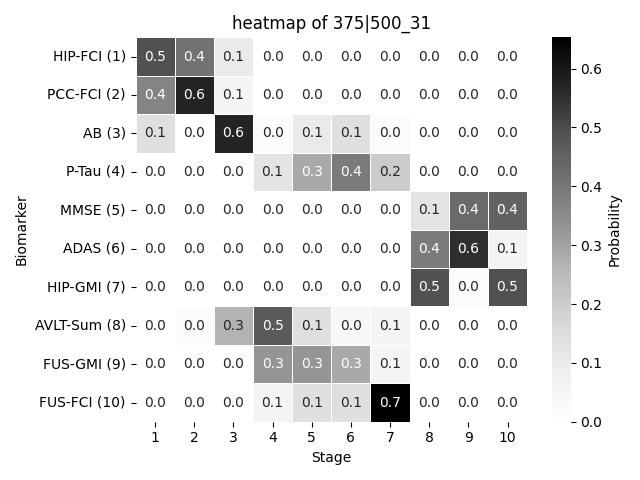 heatmap of 375|500_31
HIP-FCI (1) 0.5 0.4 0.1 0.0 0.0 0.0 0.0 0.0 0.0 0.0
PCC-FCI (2) 0.4 0.6 0.1 0.0 0.0 0.0 0.0 0.0 0.0 0.0
AB (3) 0.1 0.0 0.6 0.0 0.1 0.1 0.0 0.0 0.0 0.0
P-Tau (4) 0.0 0.0 0.0 0.1 0.3 0.4 0.2 0.0 0.0 0.0
MMSE (5) 0.0 0.0 0.0 0.0 0.0 0.0 0.0 0.1 0.4 0.4
ADAS (6) 0.0 0.0 0.0 0.0 0.0 0.0 0.0 0.4 0.6 0.1
HIP-GMI (7) 0.0 0.0 0.0 0.0 0.0 0.0 0.0 0.5 0.0 0.5
AVLT-Sum (8) 0.0 0.0 0.3 0.5 0.1 0.0 0.1 0.0 0.0 0.0
FUS-GMI (9) 0.0 0.0 0.0 0.3 0.3 0.3 0.1 0.0 0.0 0.0
FUS-FCI (10) 0.0 0.0 0.0 0.1 0.1 0.1 0.7 0.0 0.0 0.0
1 2 3 4 5 6 7 8 9 10
Stage
Biomarker
0.6
0.5
0.4
0.3
0.2
0.1
0.0
Probability